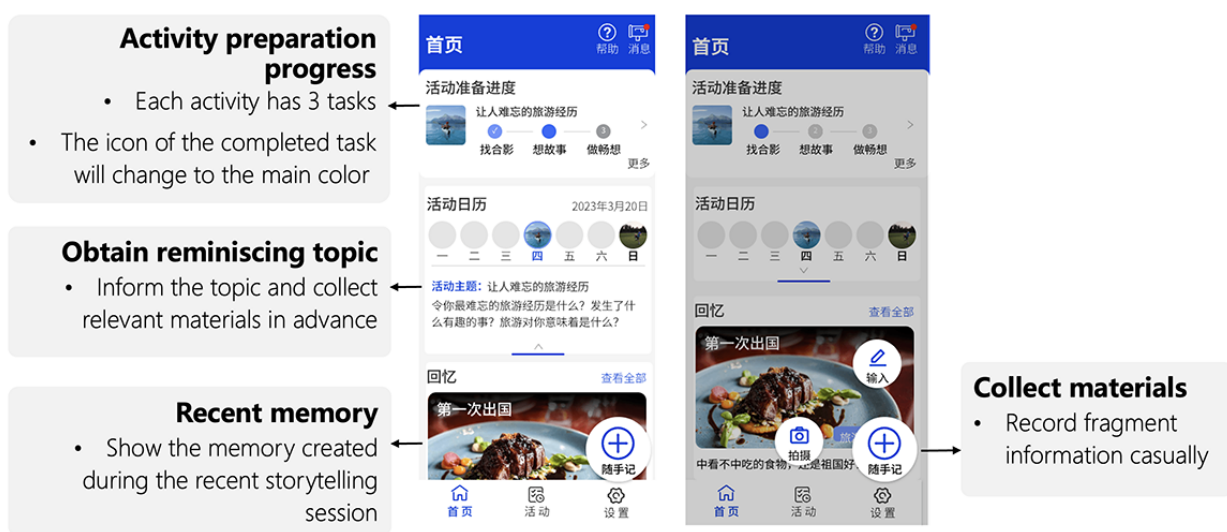 Activity preparation
progress
• Each activity has 3 tasks
• The icon of the completed task
will change to the main color
Obtain reminiscing topic
• Inform the topic and collect
relevant materials in advance
Recent memory
• Show the memory created
during the recent storytelling
session
首页
帮助 消息
活动准备进度
让人难忘的旅游经历
3
找合影 想故事 做畅想
更多
活动日历 2023年3月20日
一 二 三 四 五 六 日
活动主题：让人难忘的旅游经历
令你最难忘的旅游经历是什么？发生了什
么有趣的事？旅游对你意味着是什么？
回忆 查看全部
第一次出国
随手记
首页 活动 设置
首页
帮助 消息
活动准备进度
让人难忘的旅游经历
2 3
找合影 想故事 做畅想
更多
活动日历
一 二 三 四 五 六 日
回忆 查看全部
第一次出国
输入
拍摄
随手记
中看不中吃的食物，还是祖国好
首页 活动 设置
Collect materials
• Record fragment
information casually